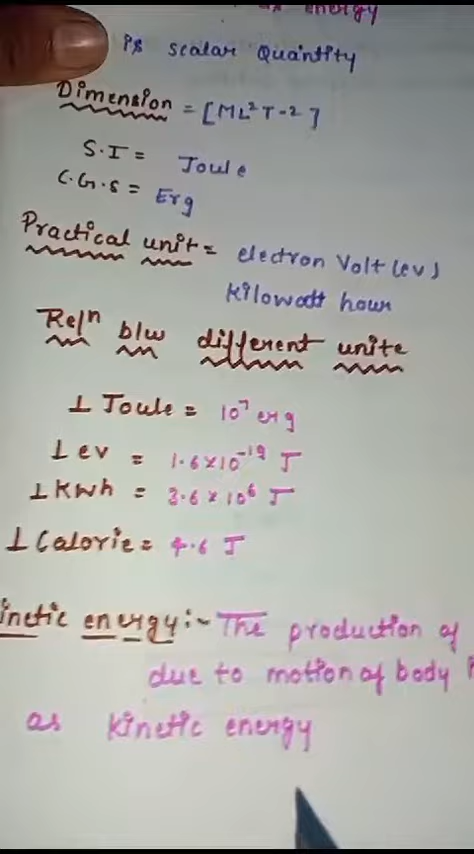 energy
is scalar Quantity
Dimension = [ML²T-2]
S.I = Joule
C.G.S = Erg
Practical unit = electron Volt (ev)
kilowatt hour
Rel^n b/w different unite
1 Joule = 10⁷ erg
1 ev = 1.6×10⁻¹⁹ J
1 kwh = 3.6 × 10⁶ J
1 Calorie = 4.6 J
inetic energy:- The production of
due to motion of body i
as kinetic energy